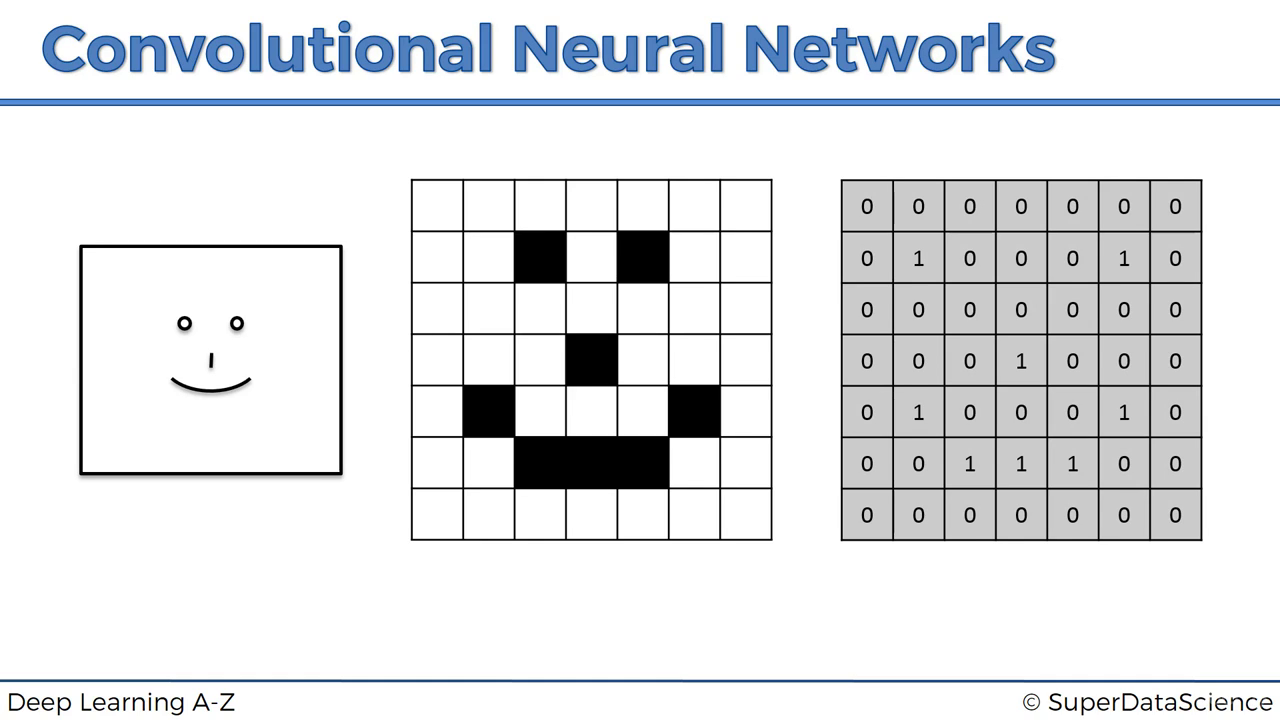 Convolutional Neural Networks
0 0 0 0 0 0 0
0 1 0 0 0 1 0
0 0 0 0 0 0 0
0 0 0 1 0 0 0
0 1 0 0 0 1 0
0 0 1 1 1 0 0
0 0 0 0 0 0 0
Deep Learning A-Z
© SuperDataScience